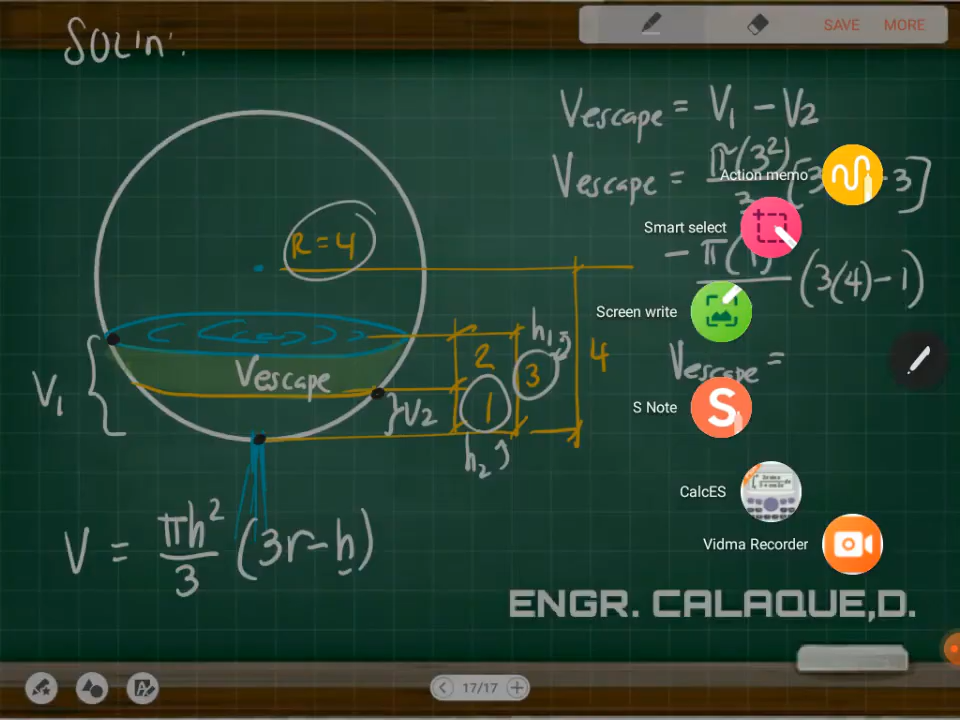 Sol'n:
SAVE MORE
Vescape = V1 - V2
Vescape = π(3²) [3 - 3]
Action memo
Smart select
- π(1) (3(4) - 1)
R = 4
Screen write
h1
2
4
Vescape
3
Vescape =
V1
V2
1
S Note
S
h2
CalcES
V = πh²/3 (3r - h)
Vidma Recorder
ENGR. CALAQUE,D.
17/17